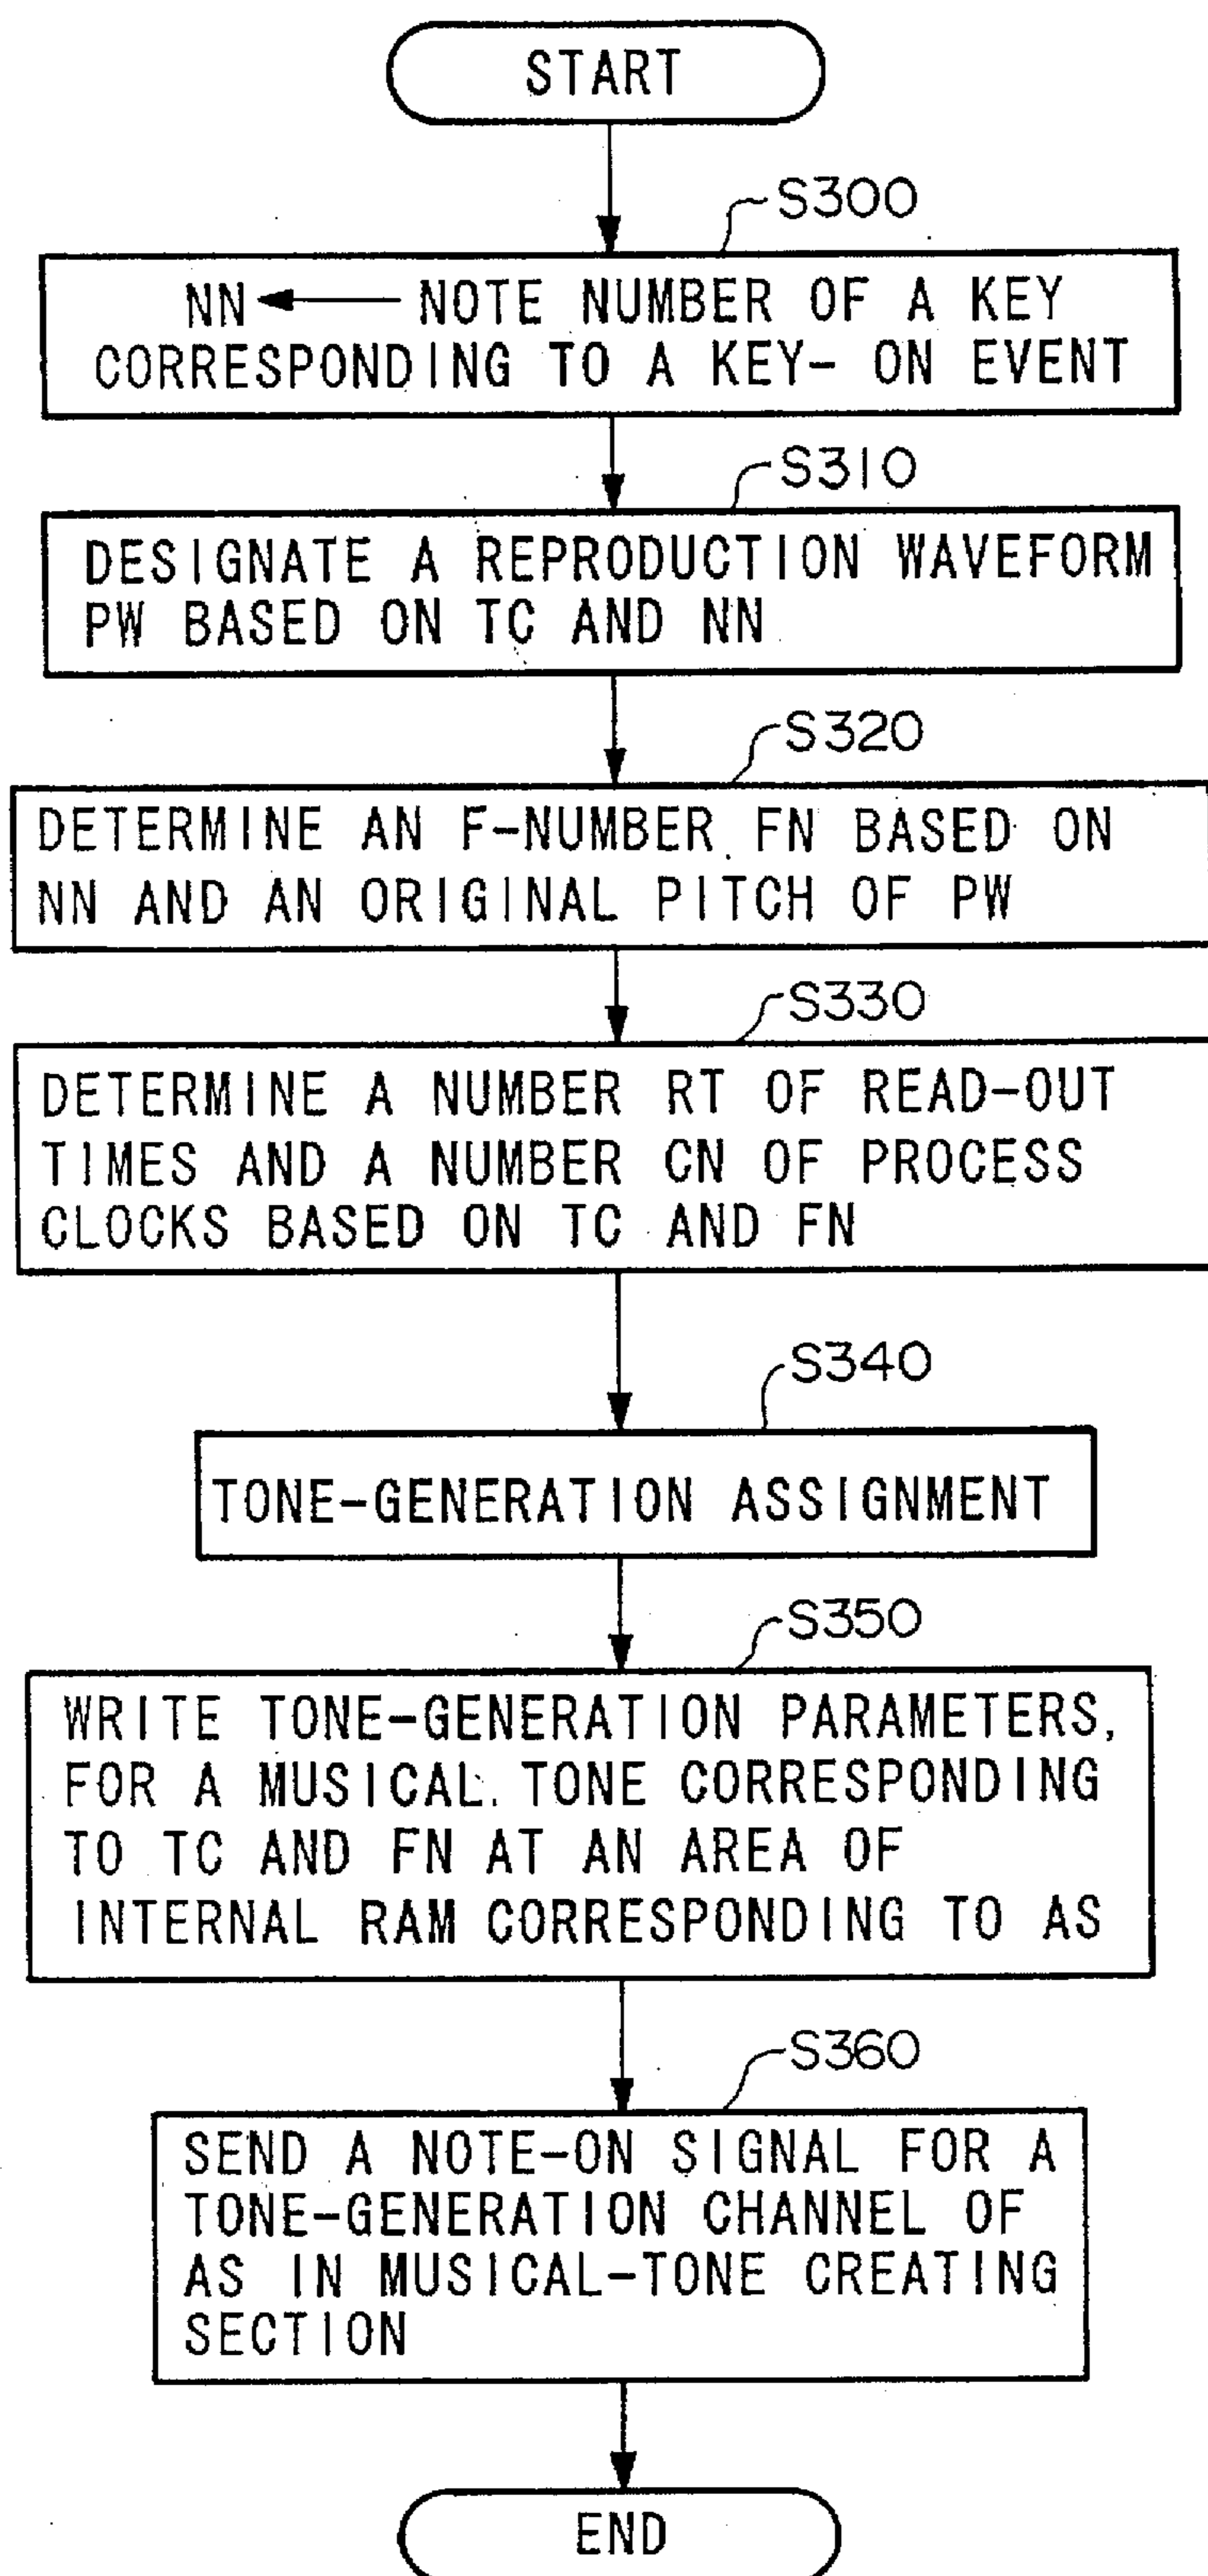 START
S300
NN ← NOTE NUMBER OF A KEY
CORRESPONDING TO A KEY- ON EVENT
S310
DESIGNATE A REPRODUCTION WAVEFORM
PW BASED ON TC AND NN
S320
DETERMINE AN F-NUMBER FN BASED ON
NN AND AN ORIGINAL PITCH OF PW
S330
DETERMINE A NUMBER RT OF READ-OUT
TIMES AND A NUMBER CN OF PROCESS
CLOCKS BASED ON TC AND FN
S340
TONE-GENERATION ASSIGNMENT
S350
WRITE TONE-GENERATION PARAMETERS,
FOR A MUSICAL TONE CORRESPONDING
TO TC AND FN AT AN AREA OF
INTERNAL RAM CORRESPONDING TO AS
S360
SEND A NOTE-ON SIGNAL FOR A
TONE-GENERATION CHANNEL OF
AS IN MUSICAL-TONE CREATING
SECTION
END